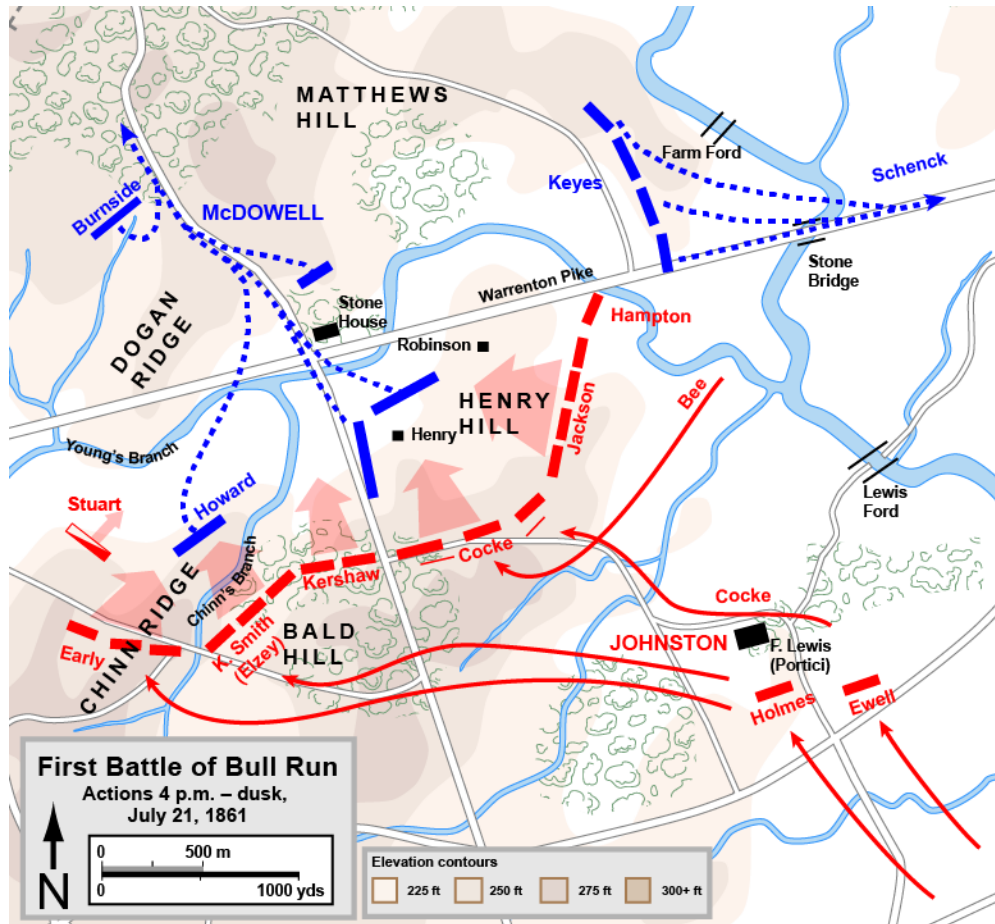 MATTHEWS
HILL
Farm Ford
Schenck
Keyes
Burnside
McDOWELL
Stone
Bridge
Warrenton Pike
Stone
House
Hampton
DOGAN
RIDGE
Robinson
Bee
HENRY
HILL
Jackson
Henry
Young's Branch
Lewis
Ford
Stuart
Howard
Cocke
Chinn's Branch
Kershaw
Cocke
CHINN RIDGE
K. Smith
(Elzey)
BALD
HILL
JOHNSTON
F. Lewis
(Portici)
Early
Holmes
Ewell
First Battle of Bull Run
Actions 4 p.m. – dusk,
July 21, 1861
0 500 m
0 1000 yds
N
Elevation contours
225 ft 250 ft 275 ft 300+ ft